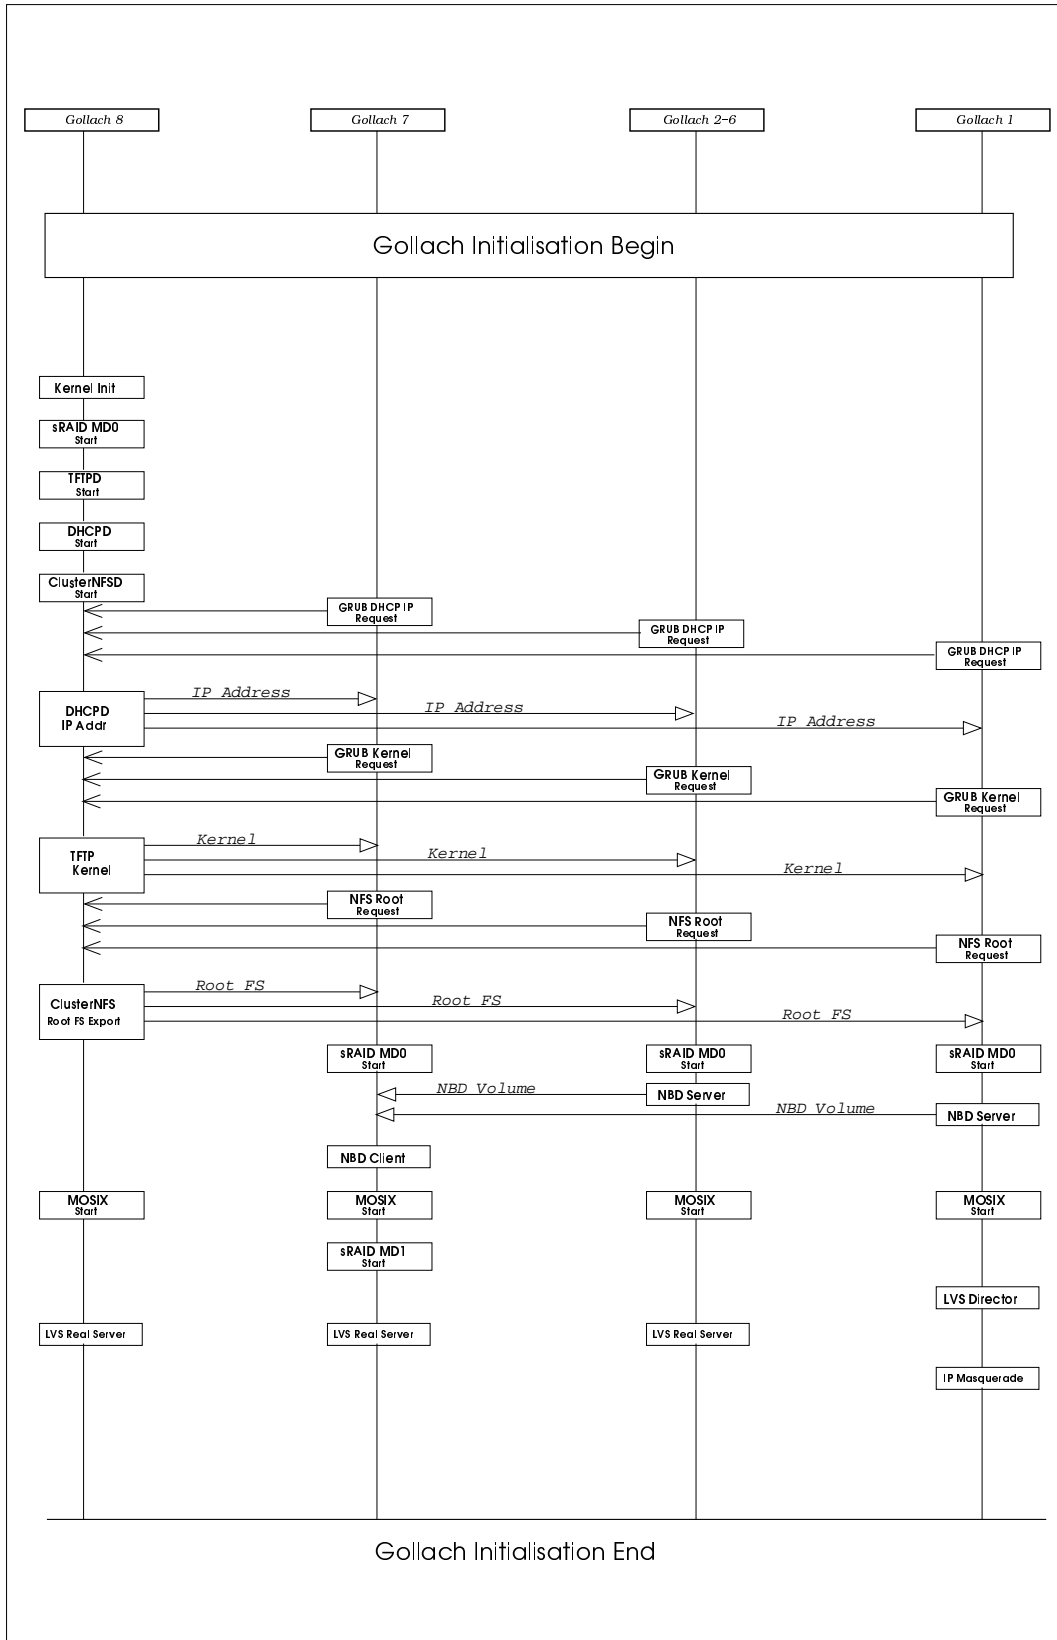 Gollach 8
Gollach 7
Gollach 2-6
Gollach 1
Gollach Initialisation Begin
Kernel Init
sRAID MD0
Start
TFTPD
Start
DHCPD
Start
ClusterNFSD
Start
GRUB DHCP IP
Request
GRUB DHCP IP
Request
GRUB DHCP IP
Request
DHCPD
IP Addr
IP Address
IP Address
IP Address
GRUB Kernel
Request
GRUB Kernel
Request
GRUB Kernel
Request
TFTP
Kernel
Kernel
Kernel
Kernel
NFS Root
Request
NFS Root
Request
NFS Root
Request
ClusterNFS
Root FS Export
Root FS
Root FS
Root FS
sRAID MD0
Start
sRAID MD0
Start
sRAID MD0
Start
NBD Volume
NBD Server
NBD Volume
NBD Server
NBD Client
MOSIX
Start
MOSIX
Start
MOSIX
Start
MOSIX
Start
sRAID MD1
Start
LVS Director
LVS Real Server
LVS Real Server
LVS Real Server
IP Masquerade
Gollach Initialisation End